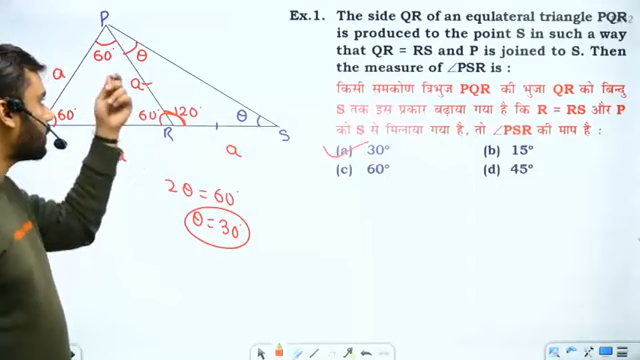 P
60°
θ
a
a
60°
60°
120°
θ
R
S
a
a
2θ = 60°
θ = 30°
Ex.1. The side QR of an equlateral triangle PQR
is produced to the point S in such a way
that QR = RS and P is joined to S. Then
the measure of ∠PSR is :
किसी समकोण त्रिभुज PQR की भुजा QR को बिन्दु
S तक इस प्रकार बढ़ाया गया है कि R = RS और P
को S से मिलाया गया है, तो ∠PSR की माप है :
(a) 30° (b) 15°
(c) 60° (d) 45°